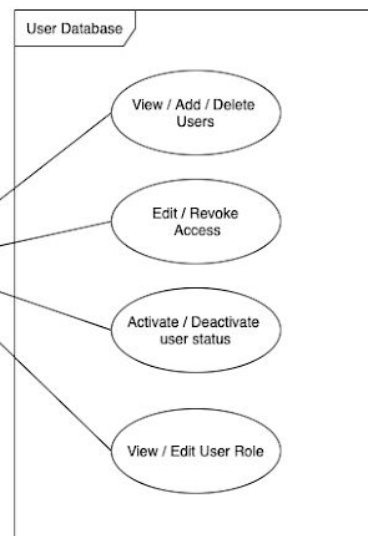 User Database
View / Add / Delete
Users
Edit / Revoke
Access
Activate / Deactivate
user status
View / Edit User Role